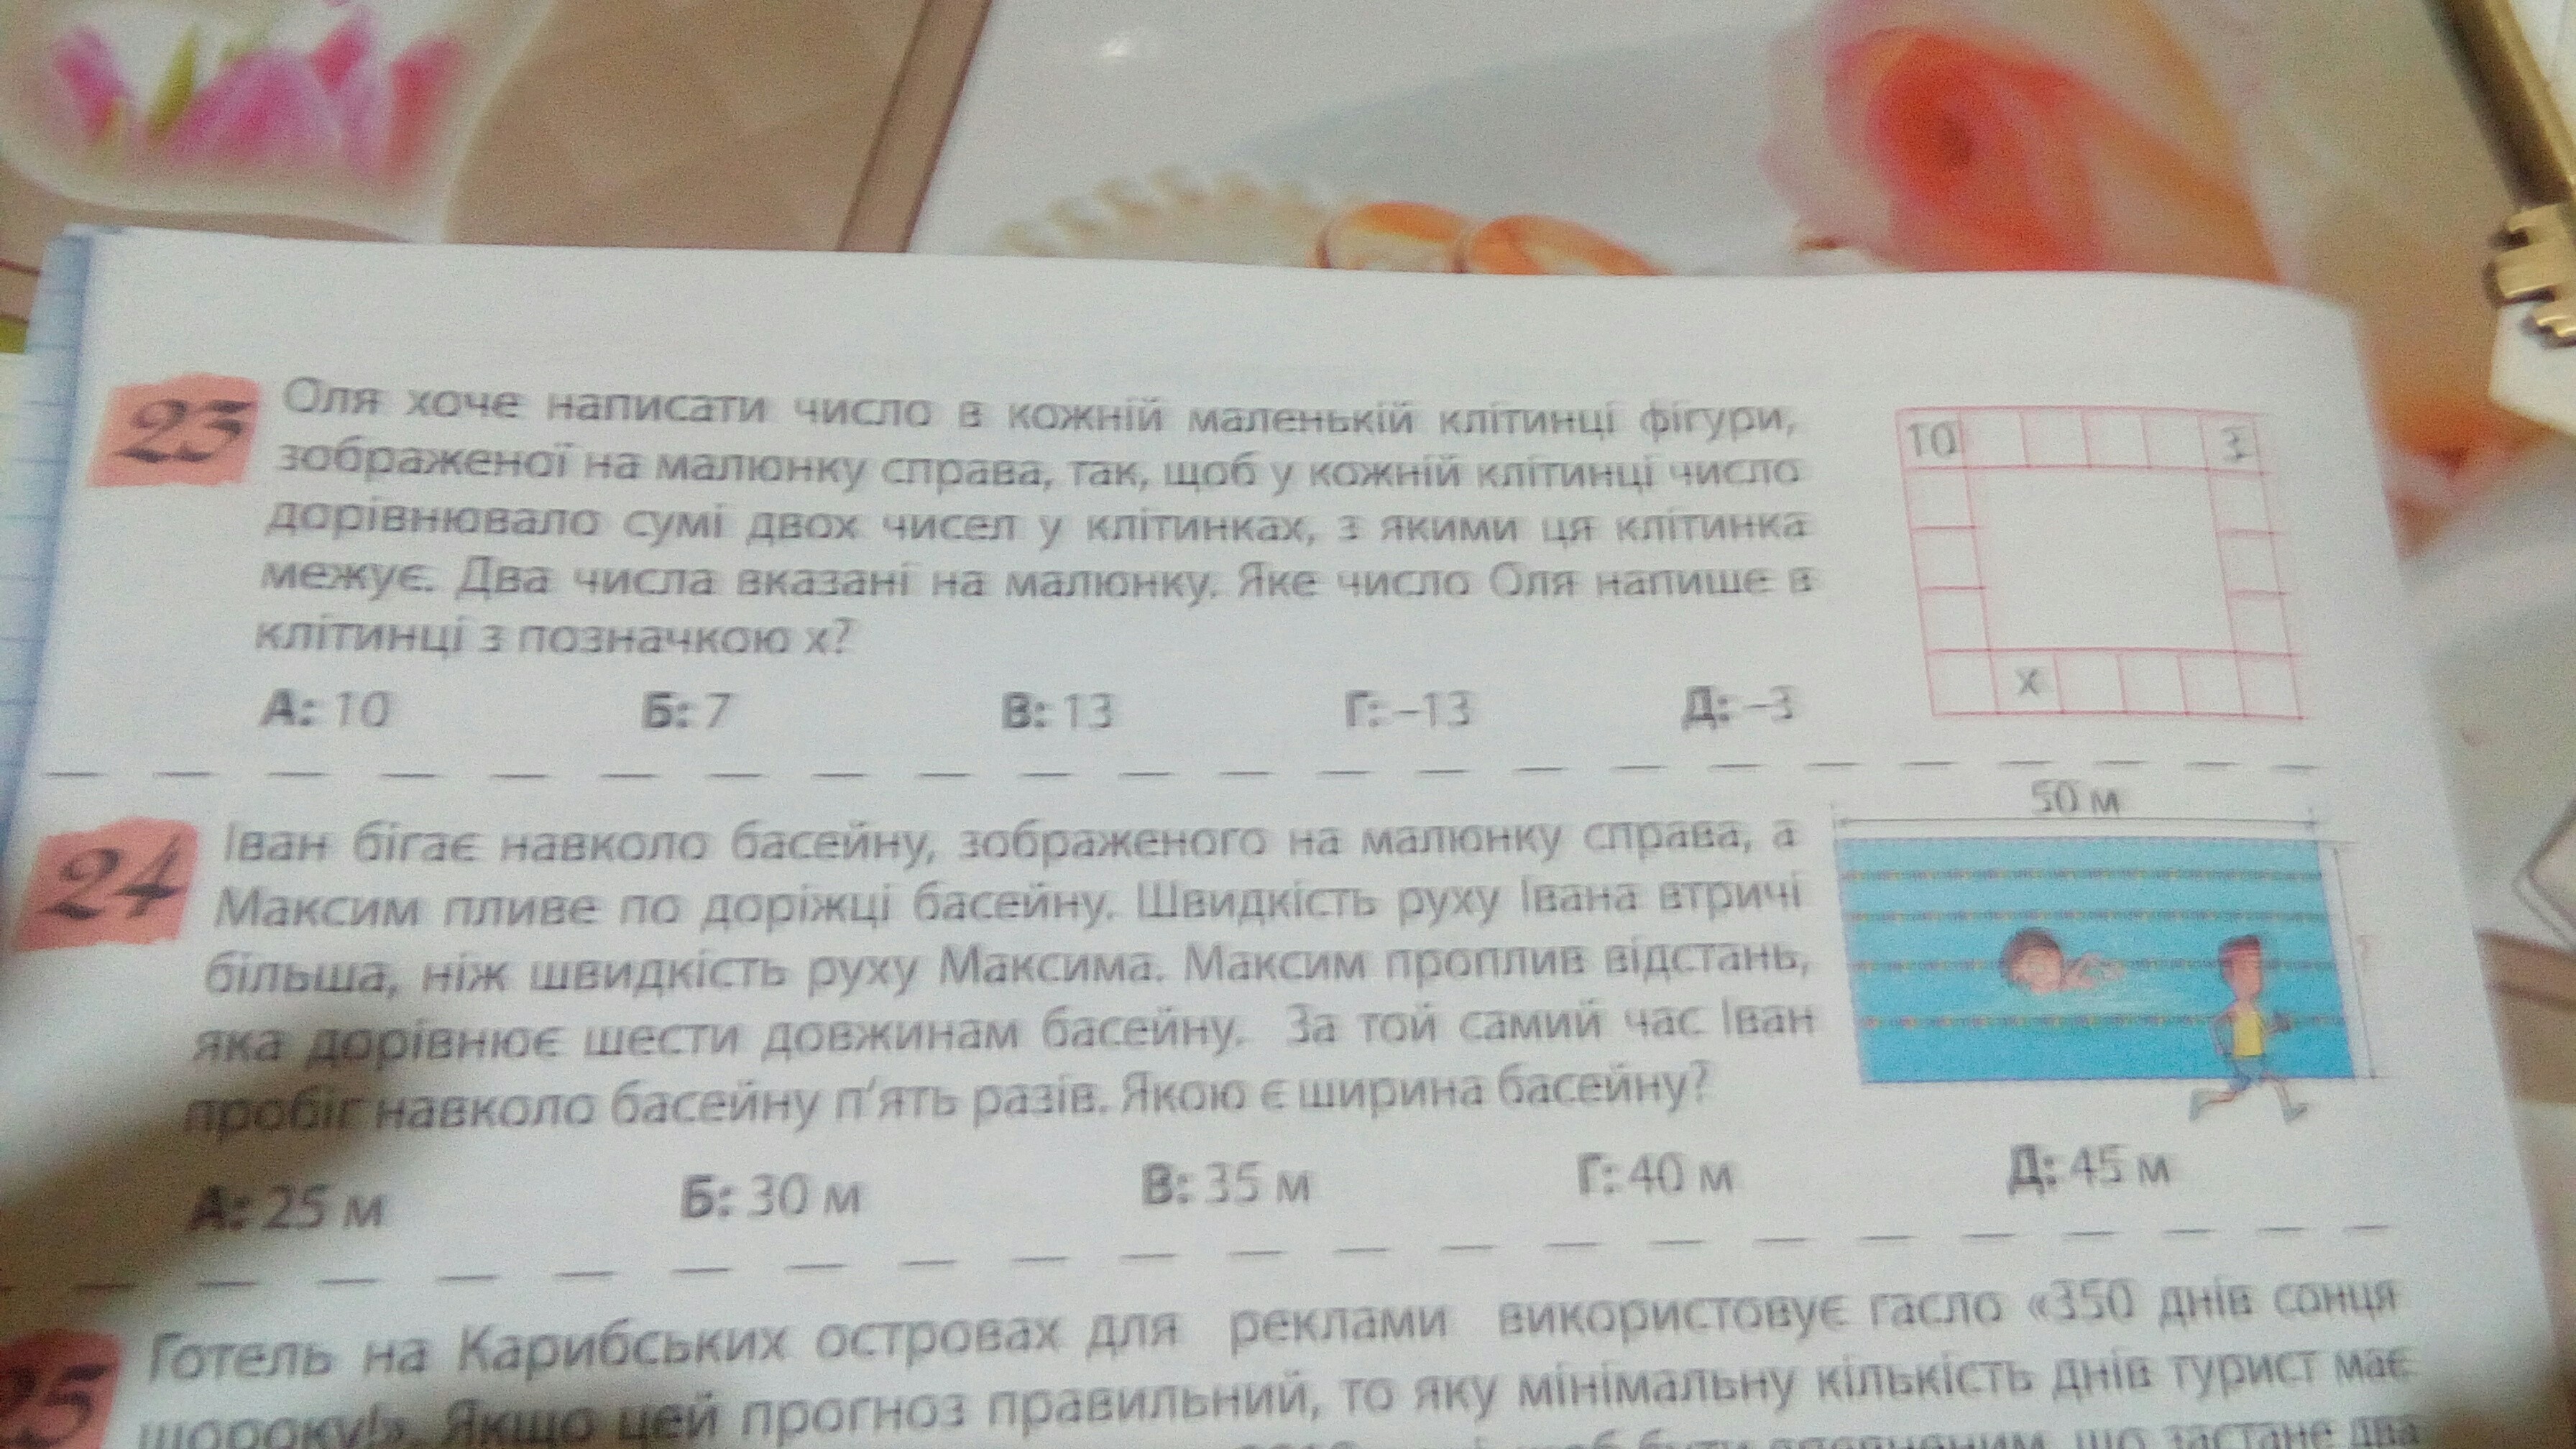 23
Оля хоче написати число в кожній маленькій клітинці фігури,
зображеної на малюнку справа, так, щоб у кожній клітинці число
дорівнювало сумі двох чисел у клітинках, з якими ця клітинка
межує. Два числа вказані на малюнку. Яке число Оля напише в
клітинці з позначкою x?
10
x
А: 10 Б: 7 В: 13 Г: –13 Д: –3
24
Іван бігає навколо басейну, зображеного на малюнку справа, а
Максим пливе по доріжці басейну. Швидкість руху Івана втричі
більша, ніж швидкість руху Максима. Максим проплив відстань,
яка дорівнює шести довжинам басейну. За той самий час Іван
пробіг навколо басейну п'ять разів. Якою є ширина басейну?
50 м
?
А: 25 м Б: 30 м В: 35 м Г: 40 м Д: 45 м
25
Готель на Карибських островах для реклами використовує гасло «350 днів сонця
щороку!». Якщо цей прогноз правильний, то яку мінімальну кількість днів турист має